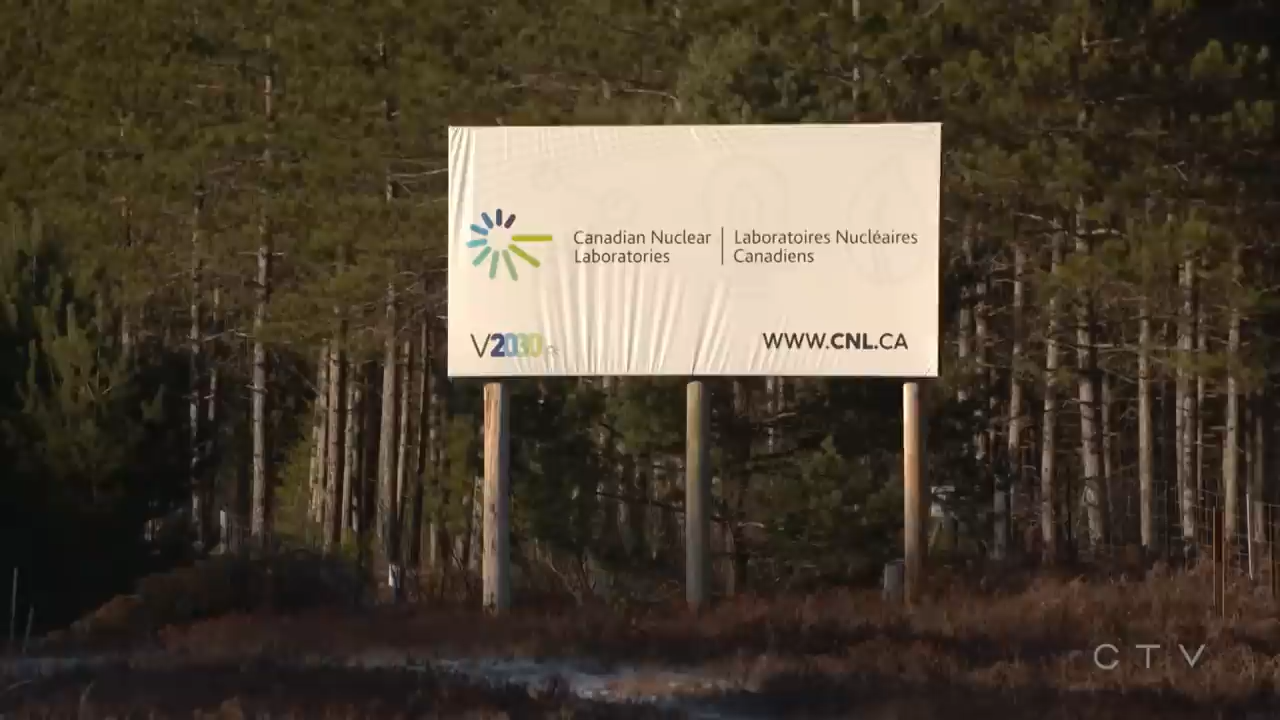 Canadian Nuclear
Laboratories
Laboratoires Nucléaires
Canadiens
V2030
WWW.CNL.CA
CTV